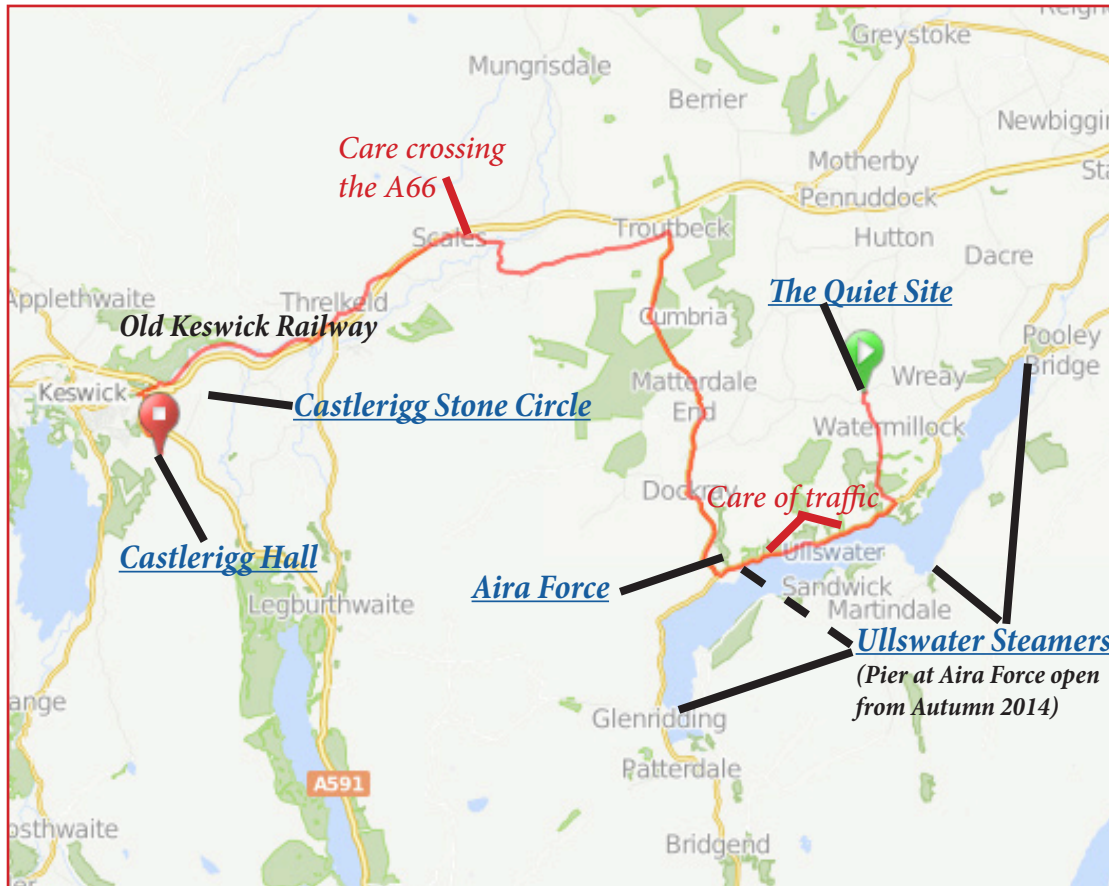 Greystoke
Mungrisdale
Berrier
Newbiggin
Care crossing
the A66
Motherby
Penruddock
Scales
Troutbeck
Hutton
Dacre
Applethwaite
Threlkeld
The Quiet Site
Old Keswick Railway
Cumbria
Pooley
Bridge
Keswick
Matterdale
End
Wreay
Castlerigg Stone Circle
Watermillock
Dockray
Care of traffic
Castlerigg Hall
Ullswater
Aira Force
Sandwick
Legburthwaite
Martindale
Ullswater Steamers
(Pier at Aira Force open
from Autumn 2014)
ange
Glenridding
Patterdale
A591
osthwaite
Bridgend